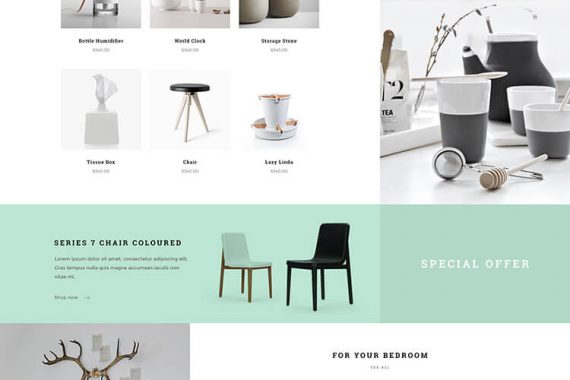 Bottle Humidifier
World Clock
Storage Stone
$340.00
$340.00
$340.00
TEA
Tissue Box
Chair
Lazy Linda
$340.00
$340.00
$340.00
SERIES 7 CHAIR COLOURED
Lorem ipsum dolor sit amet, consectetur adipiscing elit.
Cras tempus nulla quis magna accumsan iaculis non
vitae mi.
Shop now →
SPECIAL OFFER
FOR YOUR BEDROOM
SEE ALL